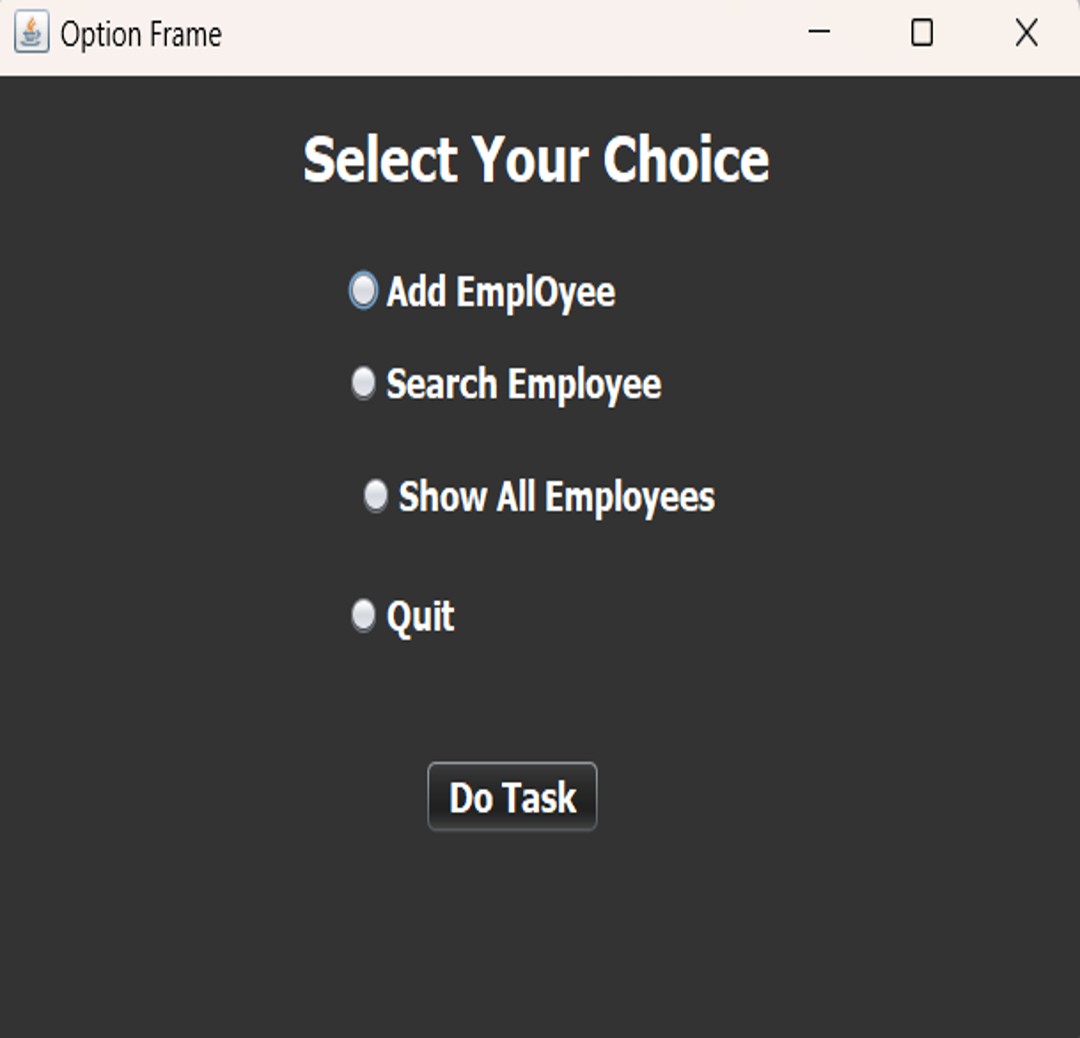 Option Frame
Select Your Choice
Add EmplOyee
Search Employee
Show All Employees
Quit
Do Task